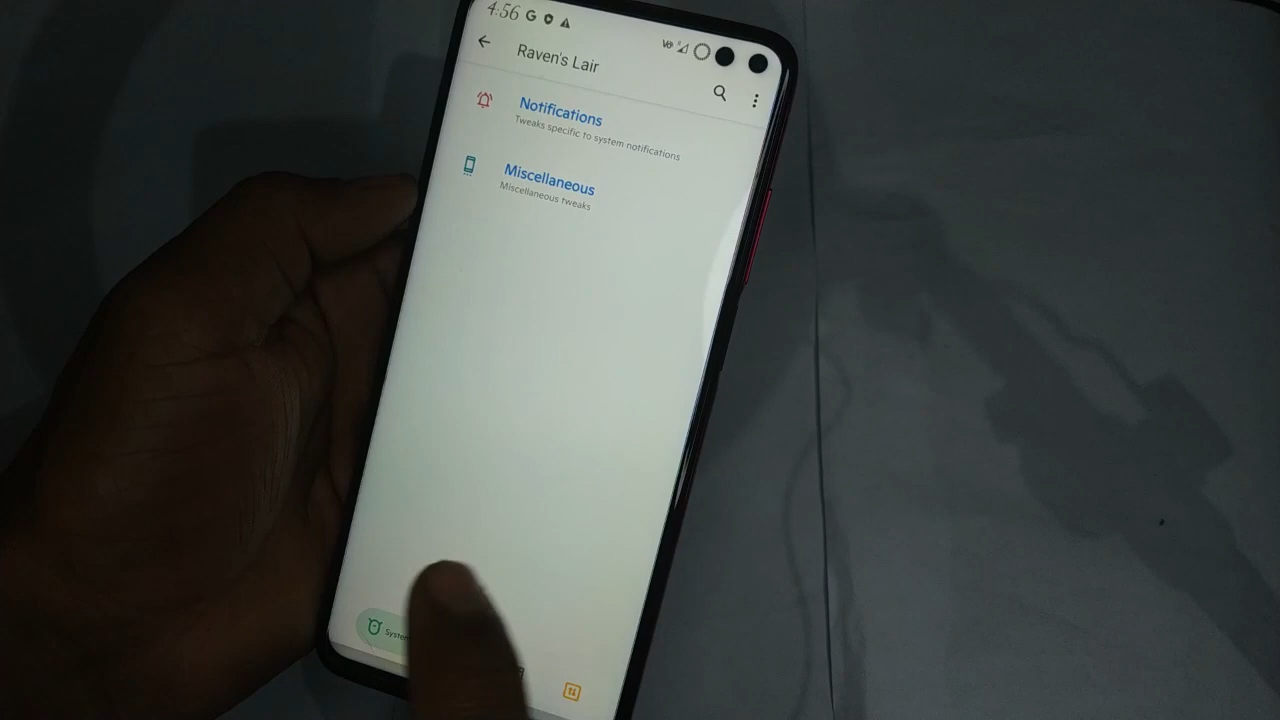 4:56 G
Raven's Lair
Notifications
Tweaks specific to system notifications
Miscellaneous
Miscellaneous tweaks